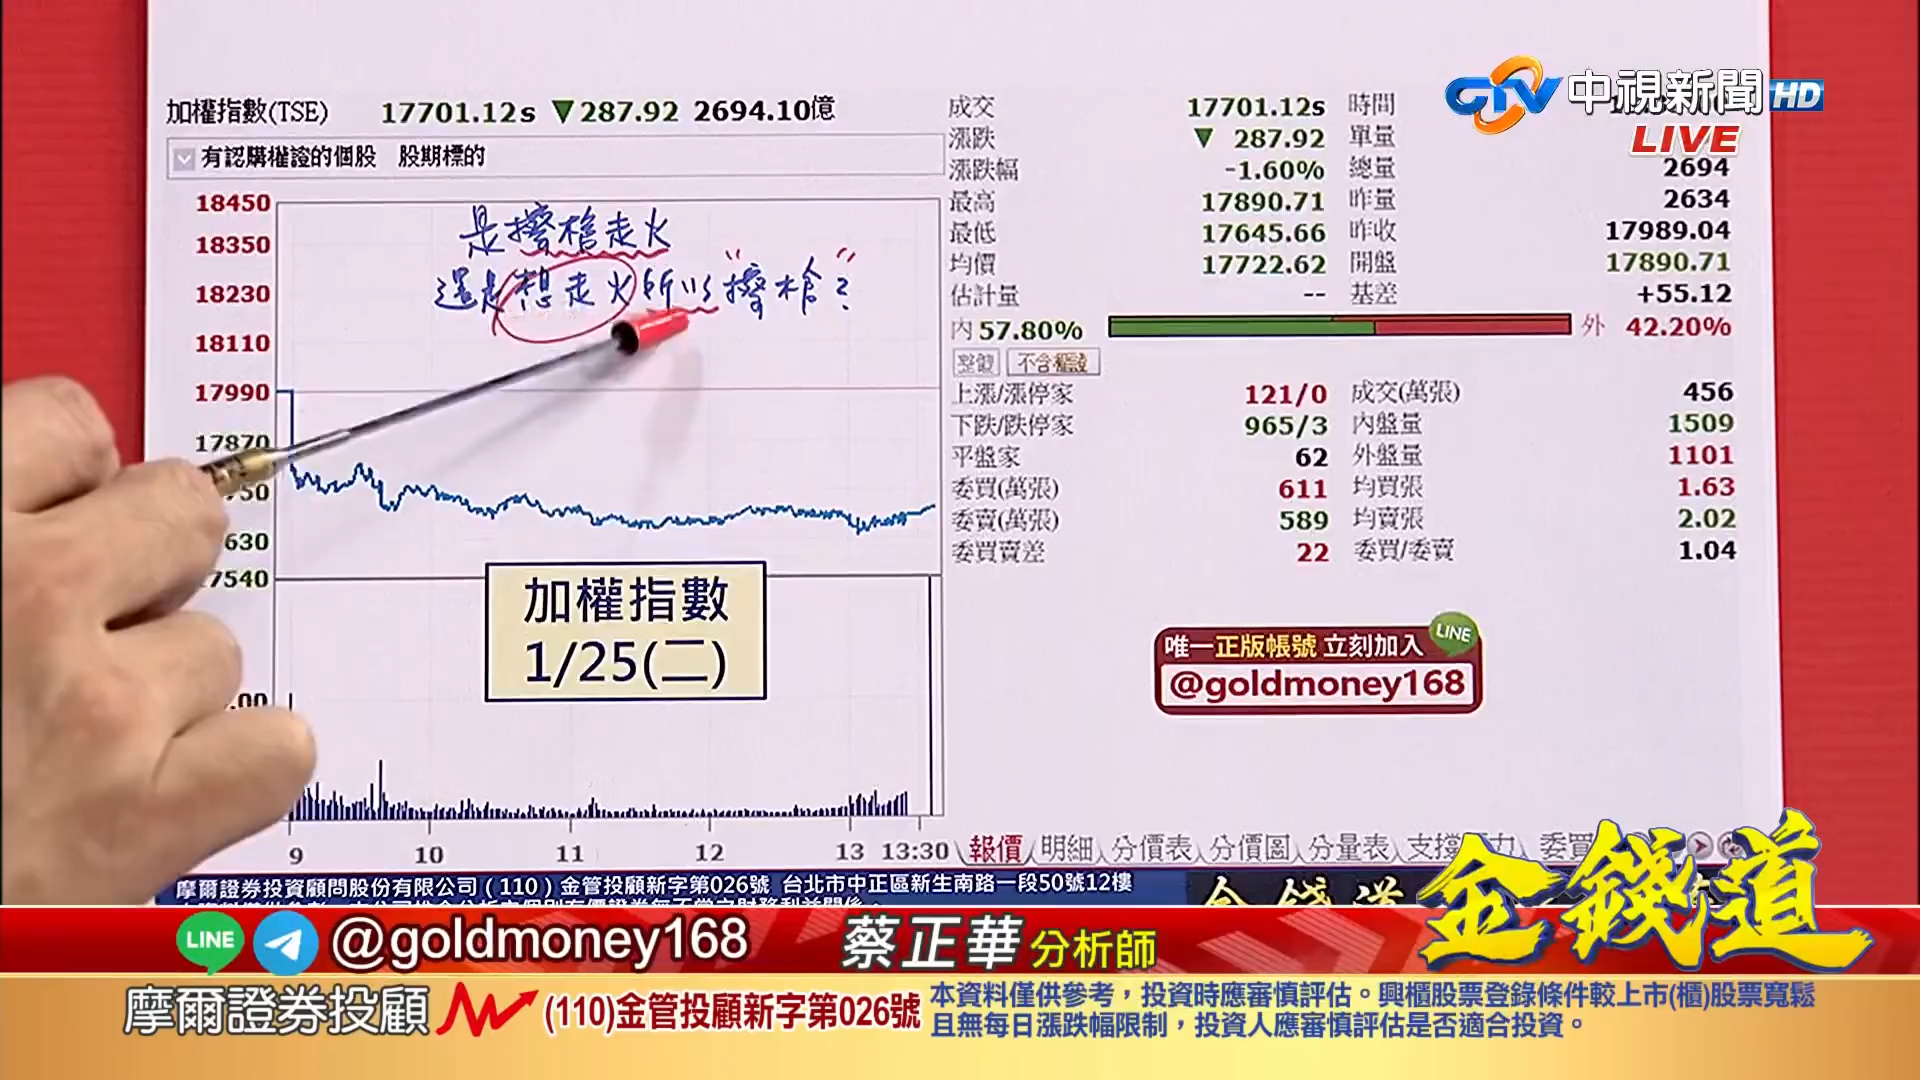 加權指數(TSE) 17701.12s ▼287.92 2694.10億
有認購權證的個股 股期標的
18450
18350
18230
18110
17990
17870
750
630
7540
.00
9 10 11 12 13 13:30
是擦槍走火
還是想走火所以"擦槍"?
加權指數
1/25(二)
成交 17701.12s 時間
漲跌 ▼ 287.92 單量
漲跌幅 -1.60% 總量 2694
最高 17890.71 昨量 2634
最低 17645.66 昨收 17989.04
均價 17722.62 開盤 17890.71
估計量 -- 基差 +55.12
內 57.80% 外 42.20%
整體 不含權證
上漲/漲停家 121/0 成交(萬張) 456
下跌/跌停家 965/3 內盤量 1509
平盤家 62 外盤量 1101
委買(萬張) 611 均買張 1.63
委賣(萬張) 589 均賣張 2.02
委買賣差 22 委買/委賣 1.04
唯一正版帳號 立刻加入 LINE
@goldmoney168
報價 明細 分價表 分價圖 分量表 支撐 力 委買
GTV 中視新聞 HD
LIVE
摩爾證券投資顧問股份有限公司（110）金管投顧新字第026號 台北市中正區新生南路一段50號12樓
LINE @goldmoney168 蔡正華 分析師
金錢道
摩爾證券投顧 (110)金管投顧新字第026號
本資料僅供參考，投資時應審慎評估。興櫃股票登錄條件較上市(櫃)股票寬鬆
且無每日漲跌幅限制，投資人應審慎評估是否適合投資。